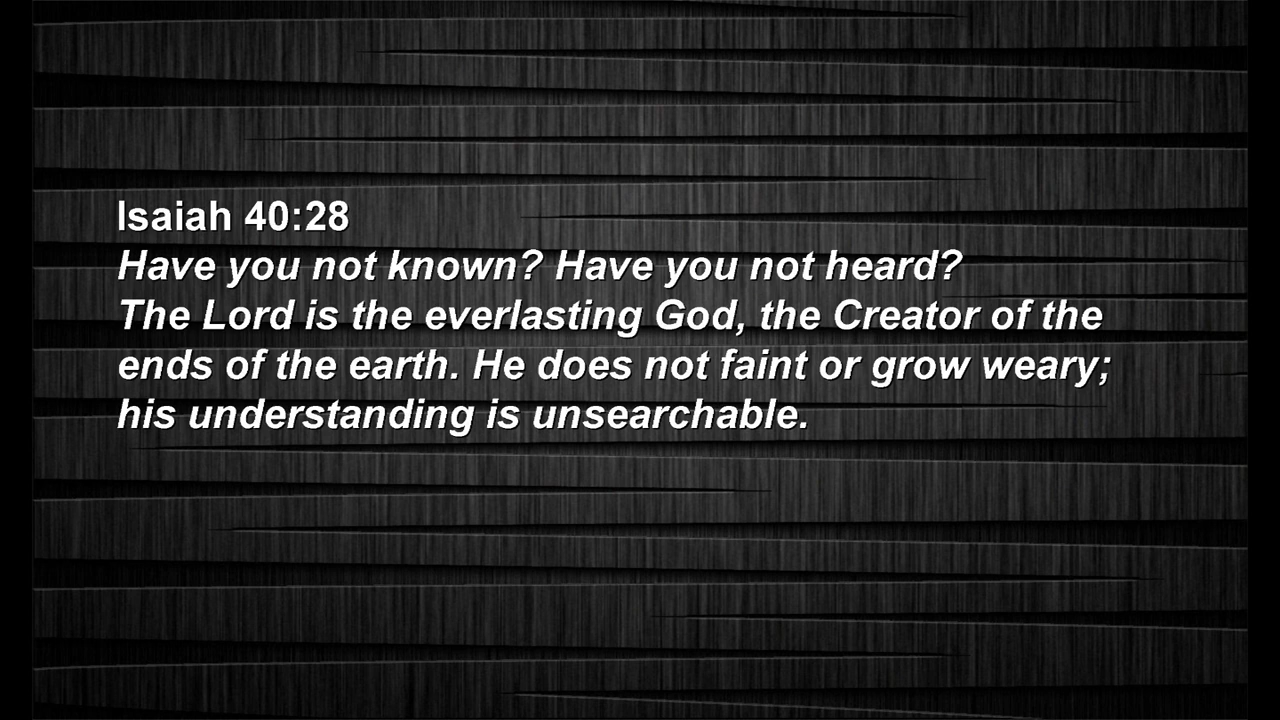 Isaiah 40:28
Have you not known? Have you not heard?
The Lord is the everlasting God, the Creator of the
ends of the earth. He does not faint or grow weary;
his understanding is unsearchable.